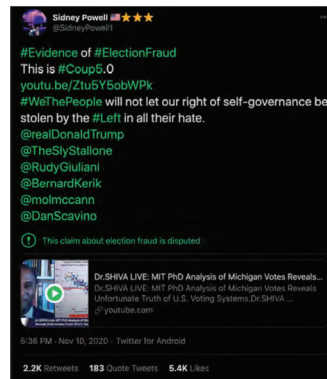 Sidney Powell 🇺🇸⭐⭐⭐
@SidneyPowell1
#Evidence of #ElectionFraud
This is #Coup5.0
youtu.be/Ztu5Y5obWPk
#WeThePeople will not let our right of self-governance be
stolen by the #Left in all their hate.
@realDonaldTrump
@TheSlyStallone
@RudyGiuliani
@BernardKerik
@molmccann
@DanScavino
This claim about election fraud is disputed
Dr.SHIVA LIVE: MIT PhD Analysis of Michigan Votes Reveals...
Dr.SHIVA LIVE: MIT PhD Analysis of Michigan Votes Reveals
Unfortunate Truth of U.S. Voting Systems.Dr.SHIVA ...
youtube.com
5:36 PM · Nov 10, 2020 · Twitter for Android
2.2K Retweets 183 Quote Tweets 5.4K Likes